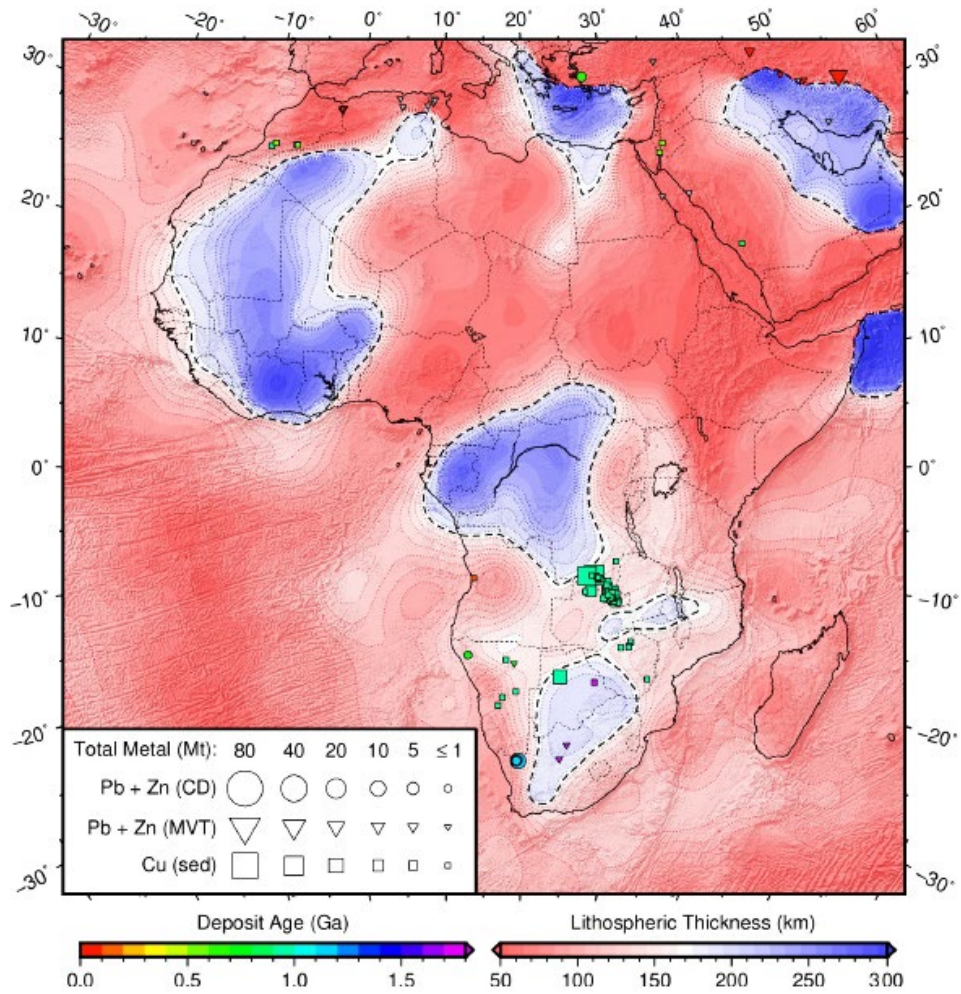 −30° −20° −10° 0° 10° 20° 30° 40° 50° 60°
30° 30°
20° 20°
10° 10°
0° 0°
−10° −10°
−20° −20°
−30° −30°
Total Metal (Mt): 80 40 20 10 5 ≤ 1
Pb + Zn (CD)
Pb + Zn (MVT)
Cu (sed)
Deposit Age (Ga) Lithospheric Thickness (km)
0.0 0.5 1.0 1.5 50 100 150 200 250 300